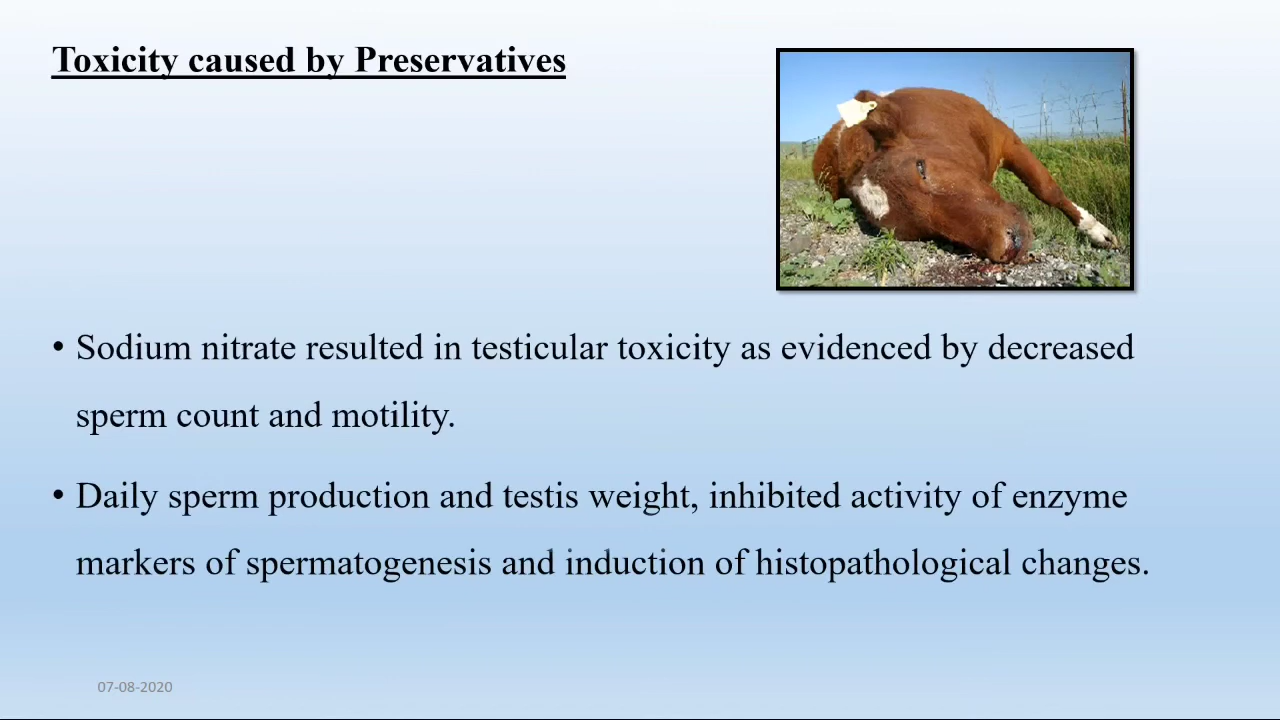 Toxicity caused by Preservatives
• Sodium nitrate resulted in testicular toxicity as evidenced by decreased
sperm count and motility.
• Daily sperm production and testis weight, inhibited activity of enzyme
markers of spermatogenesis and induction of histopathological changes.
07-08-2020